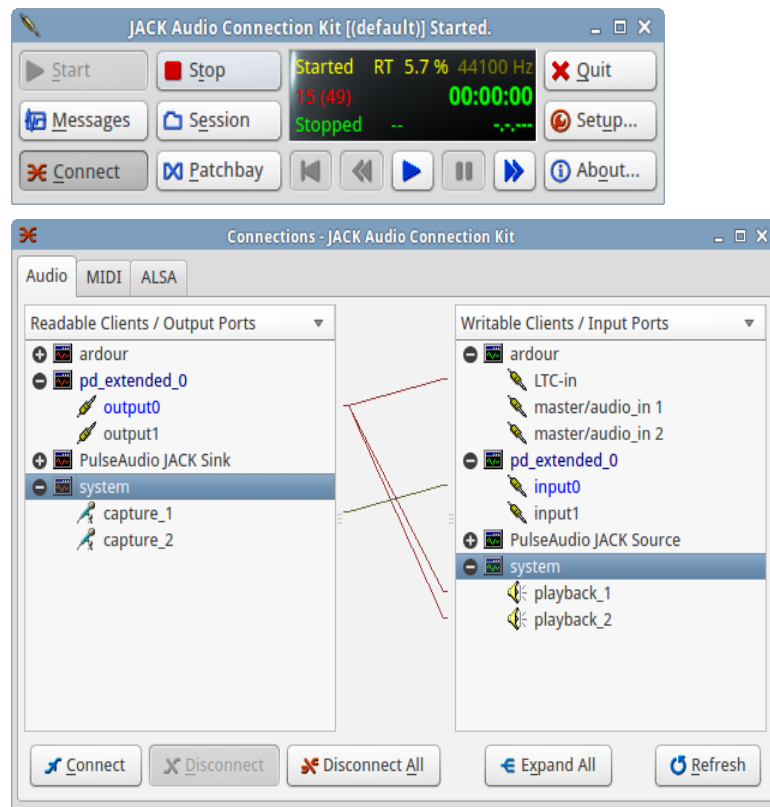 JACK Audio Connection Kit [(default)] Started.
Start
Stop
Started RT 5.7 % 44100 Hz
Quit
15 (49) 00:00:00
Messages
Session
Stopped -- -.-.---
Setup...
Connect
Patchbay
About...
Connections - JACK Audio Connection Kit
Audio MIDI ALSA
Readable Clients / Output Ports
ardour
pd_extended_0
output0
output1
PulseAudio JACK Sink
system
capture_1
capture_2
Writable Clients / Input Ports
ardour
LTC-in
master/audio_in 1
master/audio_in 2
pd_extended_0
input0
input1
PulseAudio JACK Source
system
playback_1
playback_2
Connect
Disconnect
Disconnect All
Expand All
Refresh